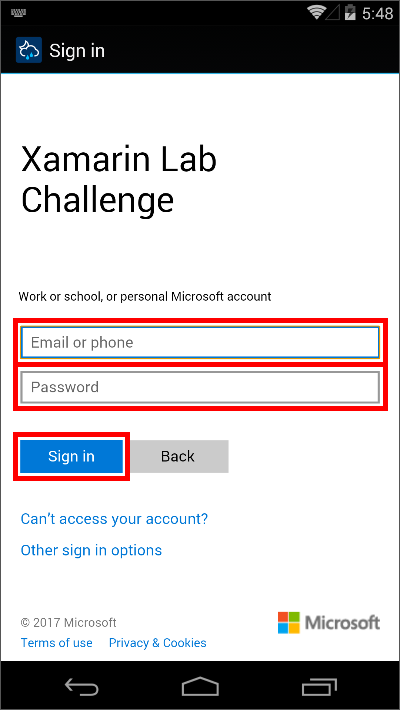 5:48
Sign in
Xamarin Lab
Challenge
Work or school, or personal Microsoft account
Email or phone
Password
Sign in Back
Can't access your account?
Other sign in options
© 2017 Microsoft
Microsoft
Terms of use Privacy & Cookies